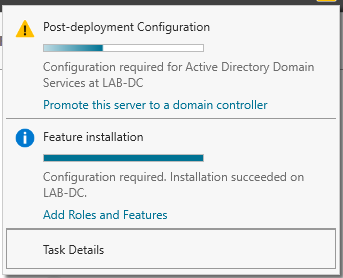 Post-deployment Configuration
Configuration required for Active Directory Domain
Services at LAB-DC
Promote this server to a domain controller
Feature installation
Configuration required. Installation succeeded on
LAB-DC.
Add Roles and Features
Task Details